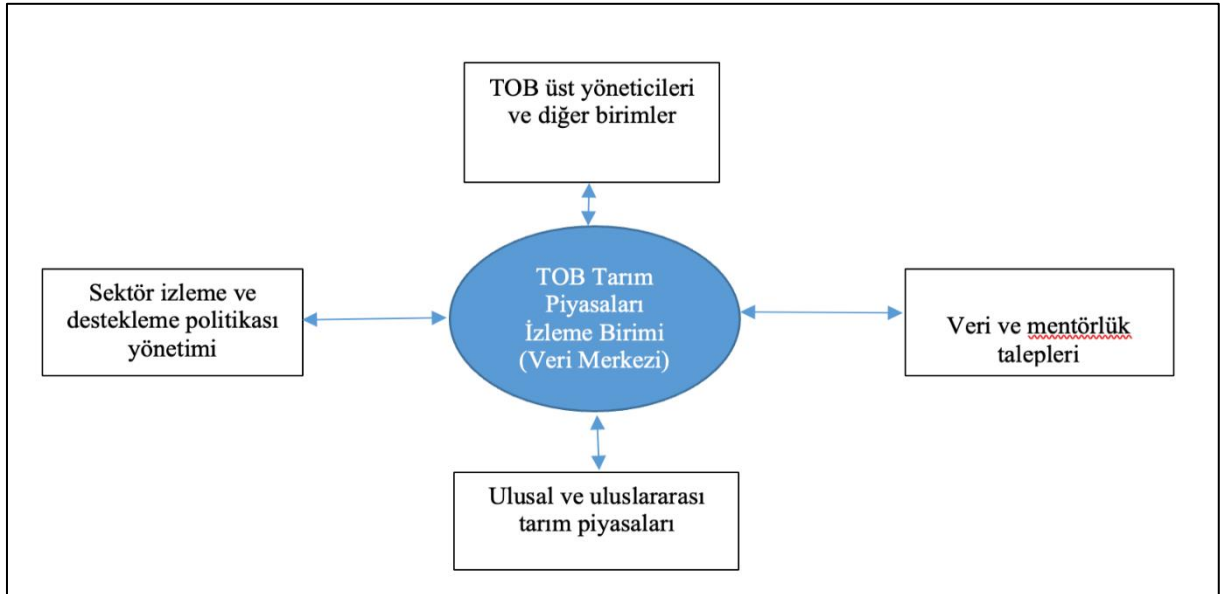 TOB üst yöneticileri
ve diğer birimler
Sektör izleme ve
destekleme politikası
yönetimi
TOB Tarım
Piyasaları
İzleme Birimi
(Veri Merkezi)
Veri ve mentörlük
talepleri
Ulusal ve uluslararası
tarım piyasaları